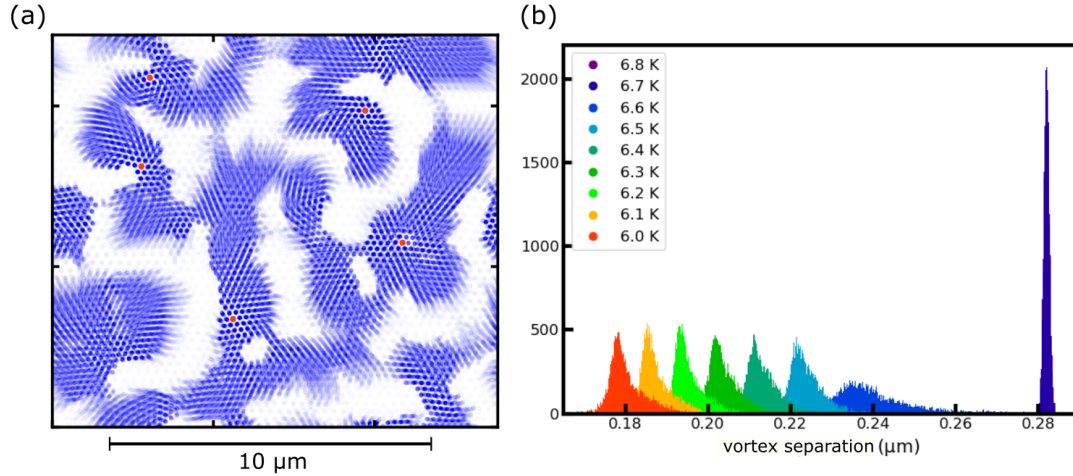 (a)
10 μm
(b)
2000
1500
1000
500
0
6.8 K
6.7 K
6.6 K
6.5 K
6.4 K
6.3 K
6.2 K
6.1 K
6.0 K
0.18 0.20 0.22 0.24 0.26 0.28
vortex separation (μm)